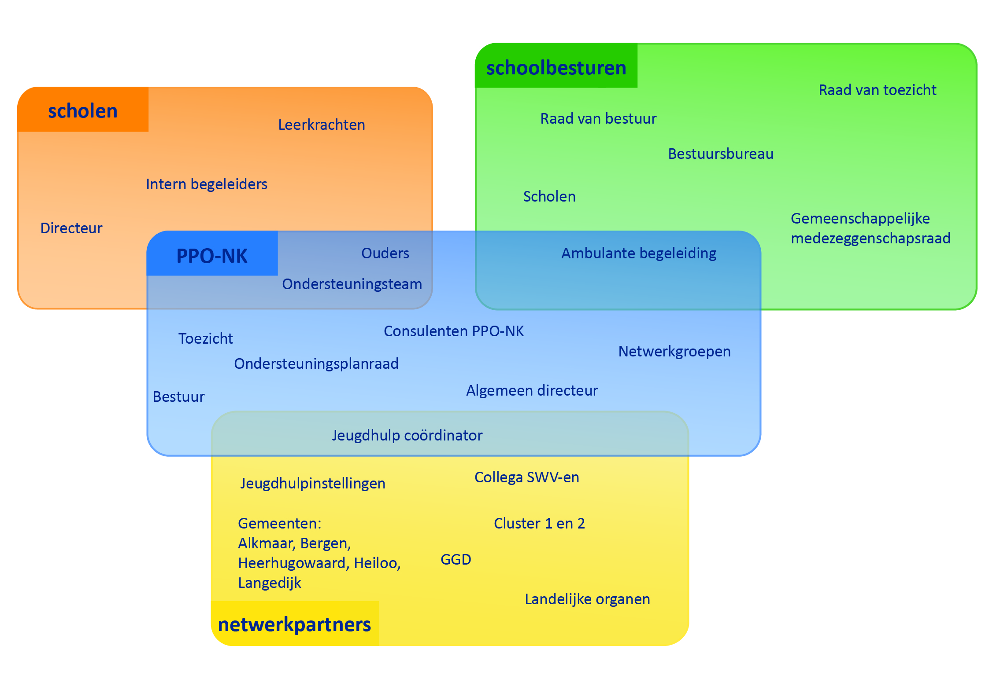 schoolbesturen
Raad van toezicht
Raad van bestuur
Bestuursbureau
Scholen
Gemeenschappelijke
medezeggenschapsraad
scholen
Leerkrachten
Intern begeleiders
Directeur
PPO-NK
Ouders
Ambulante begeleiding
Ondersteuningsteam
Consulenten PPO-NK
Toezicht
Netwerkgroepen
Ondersteuningsplanraad
Algemeen directeur
Bestuur
Jeugdhulp coördinator
Jeugdhulpinstellingen
Collega SWV-en
Gemeenten:
Alkmaar, Bergen,
Heerhugowaard, Heiloo,
Langedijk
Cluster 1 en 2
GGD
Landelijke organen
netwerkpartners